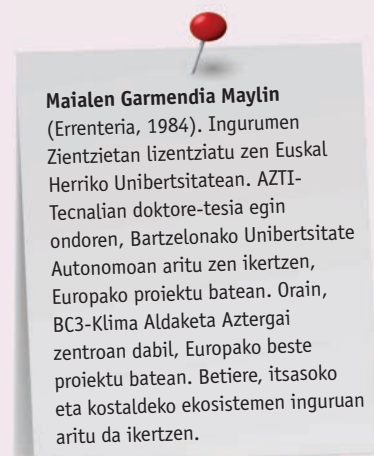 Maialen Garmendia Maylin
(Errenteria, 1984). Ingurumen
Zientzietan lizentziatu zen Euskal
Herriko Unibertsitatean. AZTI-
Tecnalian doktore-tesia egin
ondoren, Bartzelonako Unibertsitate
Autonomoan aritu zen ikertzen,
Europako proiektu batean. Orain,
BC3-Klima Aldaketa Aztergai
zentroan dabil, Europako beste
proiektu batean. Betiere, itsasoko
eta kostaldeko ekosistemen inguruan
aritu da ikertzen.